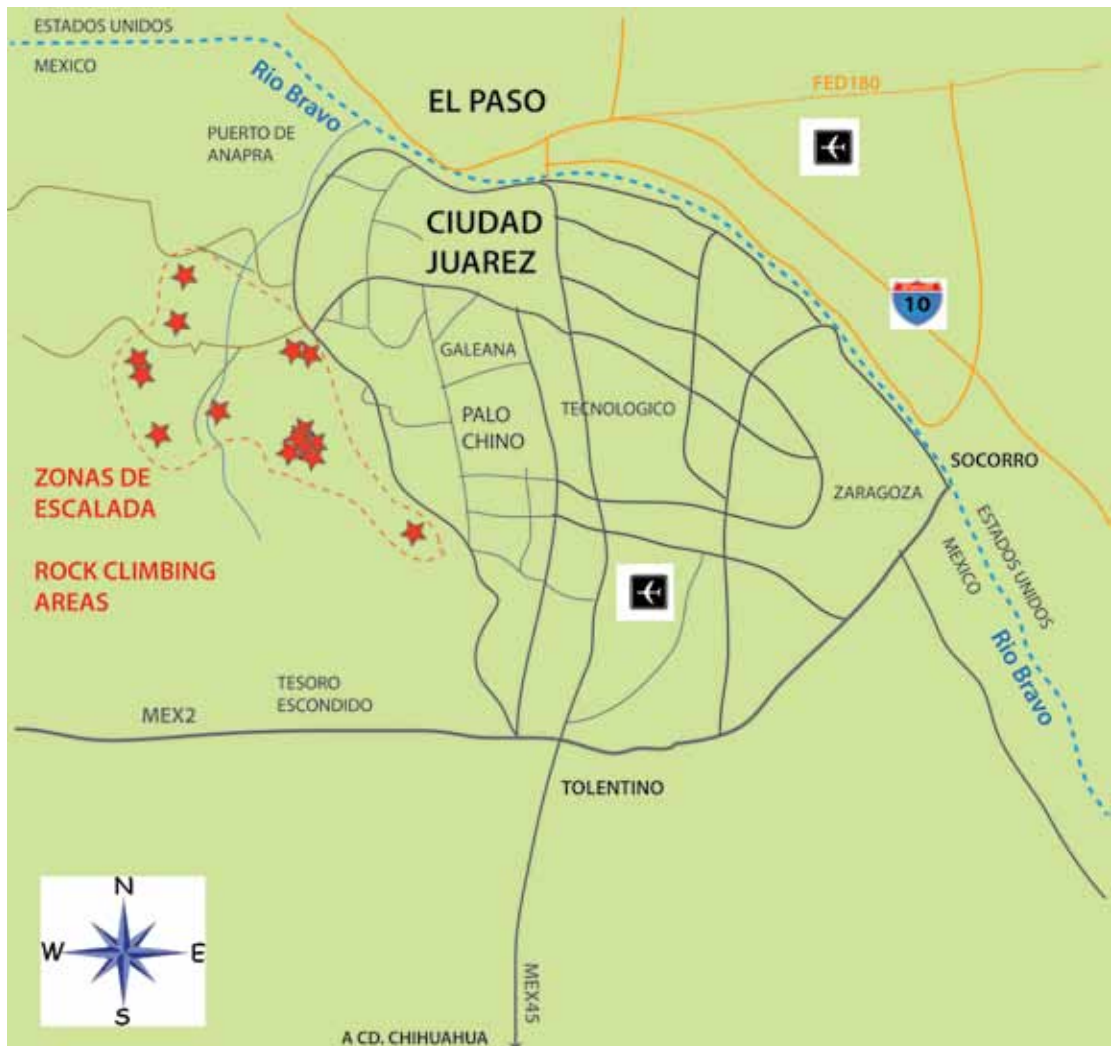 ESTADOS UNIDOS
MEXICO
Rio Bravo
EL PASO
FED180
PUERTO DE
ANAPRA
CIUDAD
JUAREZ
10
GALEANA
PALO
CHINO
TECNOLOGICO
SOCORRO
ZARAGOZA
ZONAS DE
ESCALADA
ROCK CLIMBING
AREAS
ESTADOS UNIDOS
MEXICO
Rio Bravo
TESORO
ESCONDIDO
MEX2
TOLENTINO
N
W
E
S
MEX45
A CD. CHIHUAHUA